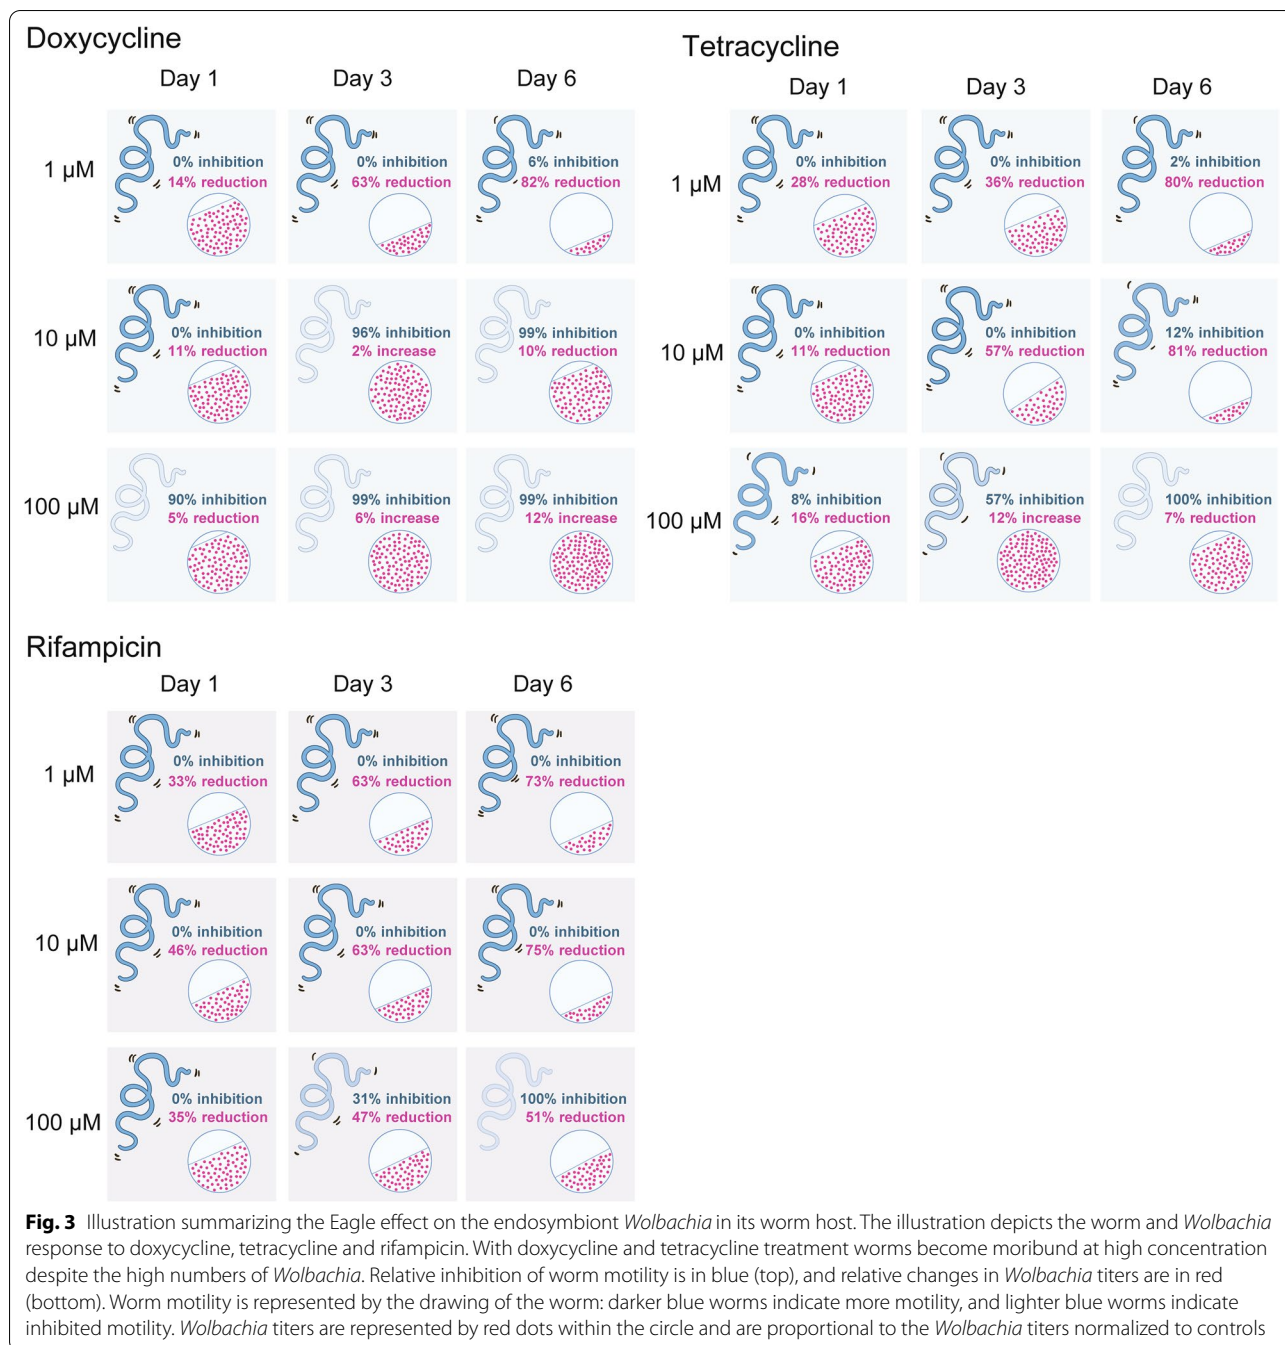 Doxycycline
Day 1 Day 3 Day 6
1 µM
0% inhibition 0% inhibition 6% inhibition
14% reduction 63% reduction 82% reduction
10 µM
0% inhibition 96% inhibition 99% inhibition
11% reduction 2% increase 10% reduction
100 µM
90% inhibition 99% inhibition 99% inhibition
5% reduction 6% increase 12% increase
Tetracycline
Day 1 Day 3 Day 6
1 µM
0% inhibition 0% inhibition 2% inhibition
28% reduction 36% reduction 80% reduction
10 µM
0% inhibition 0% inhibition 12% inhibition
11% reduction 57% reduction 81% reduction
100 µM
8% inhibition 57% inhibition 100% inhibition
16% reduction 12% increase 7% reduction
Rifampicin
Day 1 Day 3 Day 6
1 µM
0% inhibition 0% inhibition 0% inhibition
33% reduction 63% reduction 73% reduction
10 µM
0% inhibition 0% inhibition 0% inhibition
46% reduction 63% reduction 75% reduction
100 µM
0% inhibition 31% inhibition 100% inhibition
35% reduction 47% reduction 51% reduction
Fig. 3 Illustration summarizing the Eagle effect on the endosymbiont Wolbachia in its worm host. The illustration depicts the worm and Wolbachia
response to doxycycline, tetracycline and rifampicin. With doxycycline and tetracycline treatment worms become moribund at high concentration
despite the high numbers of Wolbachia. Relative inhibition of worm motility is in blue (top), and relative changes in Wolbachia titers are in red
(bottom). Worm motility is represented by the drawing of the worm: darker blue worms indicate more motility, and lighter blue worms indicate
inhibited motility. Wolbachia titers are represented by red dots within the circle and are proportional to the Wolbachia titers normalized to controls